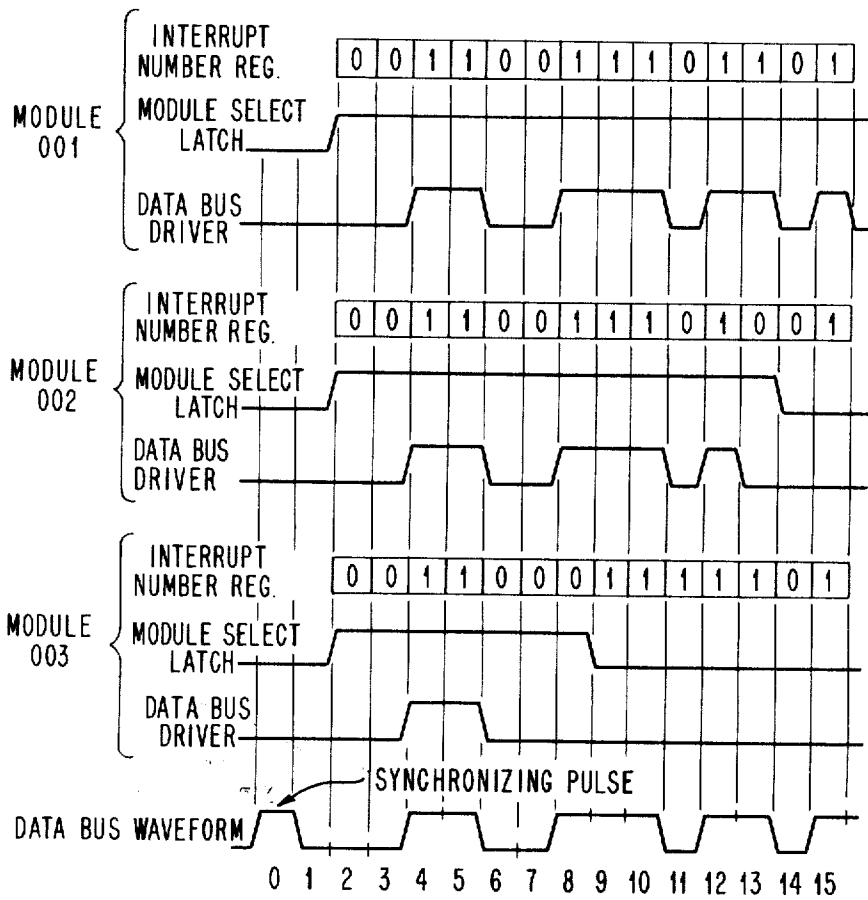 INTERRUPT
NUMBER REG. 0 0 1 1 0 0 1 1 1 0 1 1 0 1
MODULE 001
MODULE SELECT
LATCH
DATA BUS
DRIVER
INTERRUPT
NUMBER REG. 0 0 1 1 0 0 1 1 1 0 1 0 0 1
MODULE 002
MODULE SELECT
LATCH
DATA BUS
DRIVER
INTERRUPT
NUMBER REG. 0 0 1 1 0 0 0 1 1 1 1 1 0 1
MODULE 003
MODULE SELECT
LATCH
DATA BUS
DRIVER
SYNCHRONIZING PULSE
DATA BUS WAVEFORM
0 1 2 3 4 5 6 7 8 9 10 11 12 13 14 15